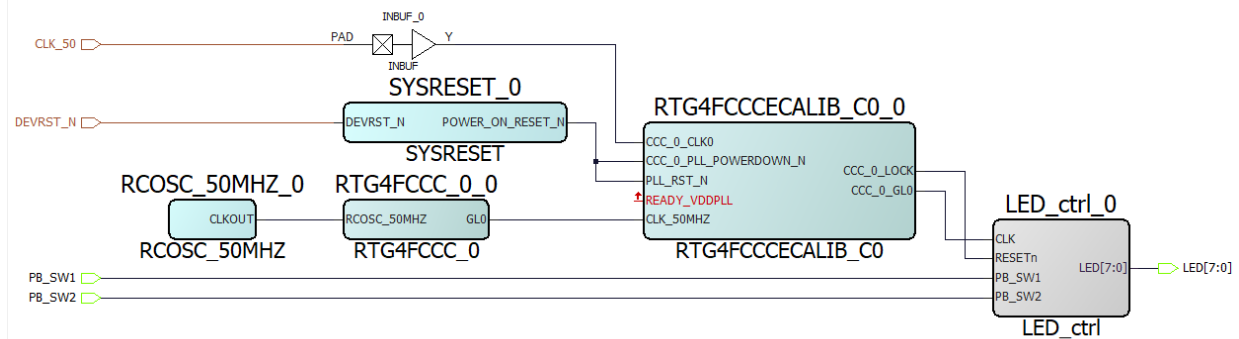 INBUF_0
CLK_50
PAD
Y
INBUF
SYSRESET_0
RTG4FCCCECALIB_C0_0
DEVRST_N
DEVRST_N
POWER_ON_RESET_N
SYSRESET
CCC_0_CLK0
CCC_0_PLL_POWERDOWN_N
PLL_RST_N
READY_VDDPLL
CLK_50MHZ
CCC_0_LOCK
CCC_0_GL0
RTG4FCCCECALIB_C0
RCOSC_50MHZ_0
CLKOUT
RCOSC_50MHZ
RTG4FCCC_0_0
RCOSC_50MHZ
GL0
RTG4FCCC_0
LED_ctrl_0
CLK
RESETn
PB_SW1
PB_SW2
LED[7:0]
LED_ctrl
LED[7:0]
PB_SW1
PB_SW2